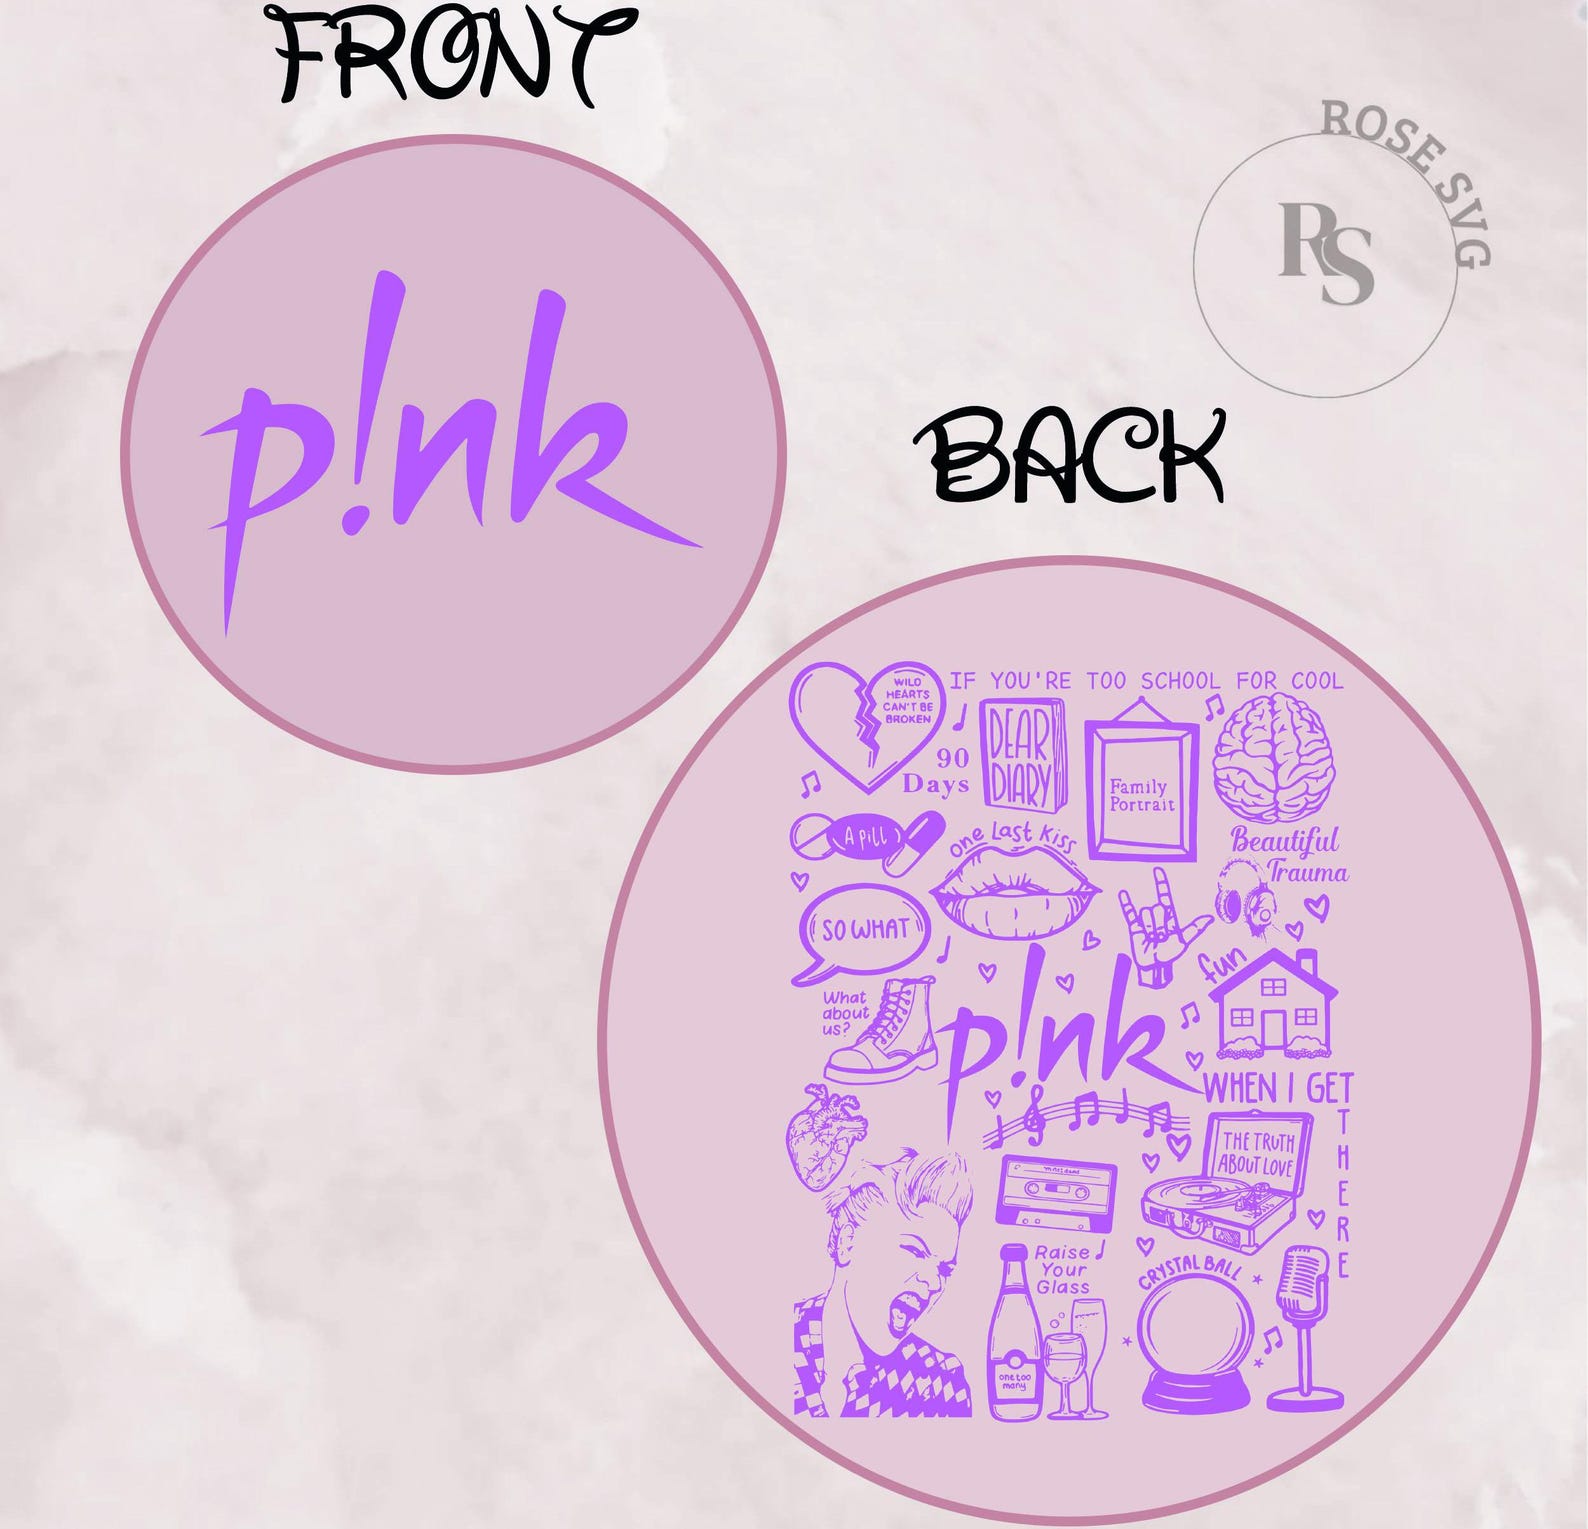 FRONT
p!nk
ROSE SVG
RS
BACK
WILD
HEARTS
CAN'T BE
BROKEN
IF YOU'RE TOO SCHOOL FOR COOL
90
Days
DEAR
DIARY
Family
Portrait
Beautiful
Trauma
A pill
one Last Kiss
SO WHAT
What
about
us?
fun
p!nk
WHEN I GET
THERE
THE TRUTH
ABOUT LOVE
Raise
Your
Glass
one too
many
CRYSTAL BALL